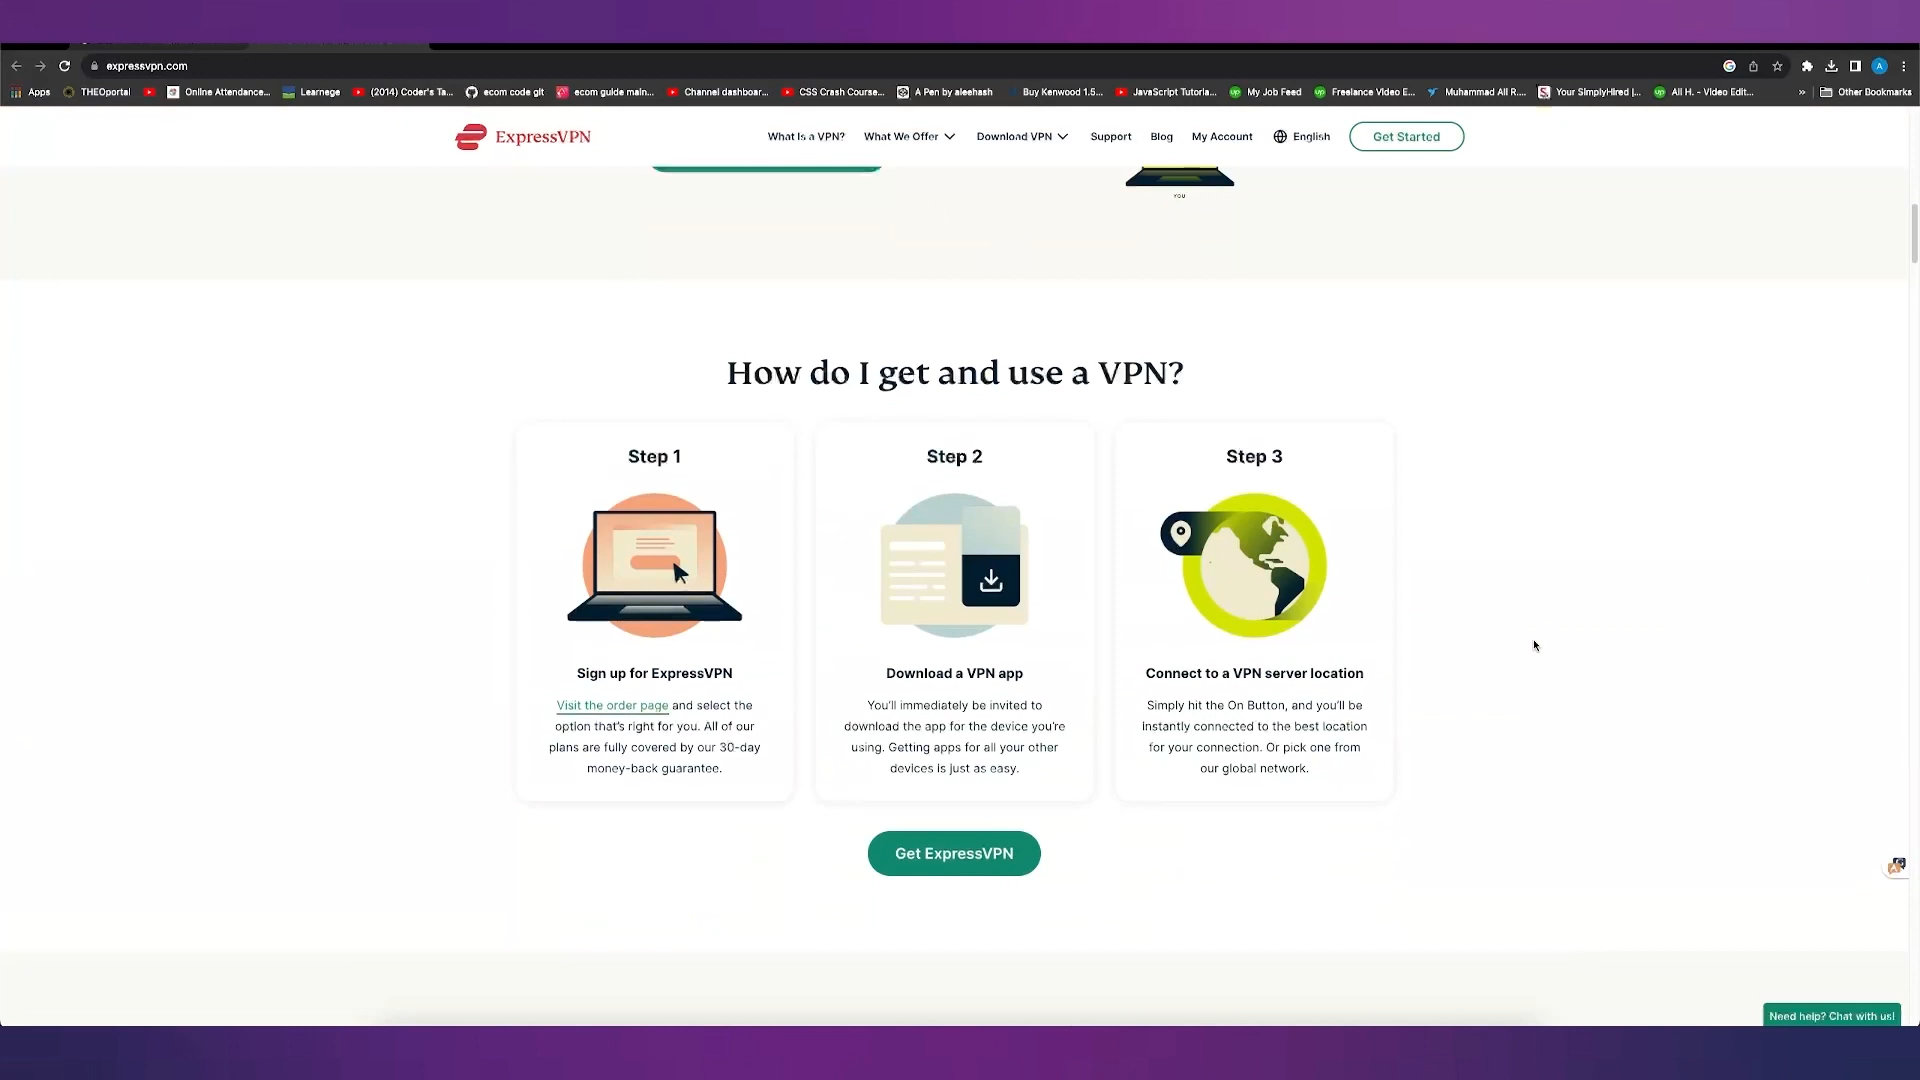 expressvpn.com
Apps THEOportal Online Attendance... Learnege (2014) Coder's Ta... ecom code git ecom guide main... Channel dashboar... CSS Crash Course... A Pen by aleehash Buy Kenwood 1.5... JavaScript Tutoria... My Job Feed Freelance Video E... Muhammad Ali R.... Your SimplyHired |... Ali H. - Video Edit... » Other Bookmarks
ExpressVPN What Is a VPN? What We Offer Download VPN Support Blog My Account English Get Started
YOU
How do I get and use a VPN?
Step 1
Sign up for ExpressVPN
Visit the order page and select the
option that's right for you. All of our
plans are fully covered by our 30-day
money-back guarantee.
Step 2
Download a VPN app
You'll immediately be invited to
download the app for the device you're
using. Getting apps for all your other
devices is just as easy.
Step 3
Connect to a VPN server location
Simply hit the On Button, and you'll be
instantly connected to the best location
for your connection. Or pick one from
our global network.
Get ExpressVPN
Need help? Chat with us!